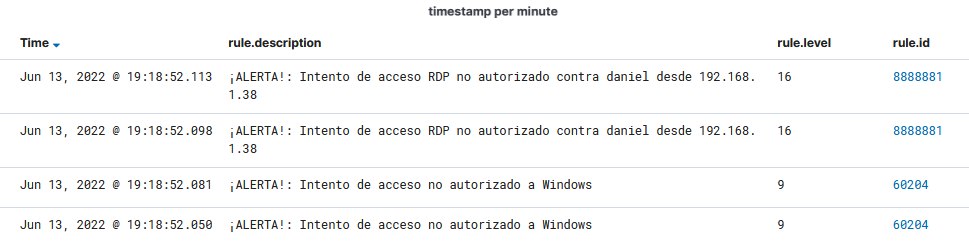 timestamp per minute
Time rule.description rule.level rule.id
Jun 13, 2022 @ 19:18:52.113 ¡ALERTA!: Intento de acceso RDP no autorizado contra daniel desde 192.168. 16 8888881
1.38
Jun 13, 2022 @ 19:18:52.098 ¡ALERTA!: Intento de acceso RDP no autorizado contra daniel desde 192.168. 16 8888881
1.38
Jun 13, 2022 @ 19:18:52.081 ¡ALERTA!: Intento de acceso no autorizado a Windows 9 60204
Jun 13, 2022 @ 19:18:52.050 ¡ALERTA!: Intento de acceso no autorizado a Windows 9 60204